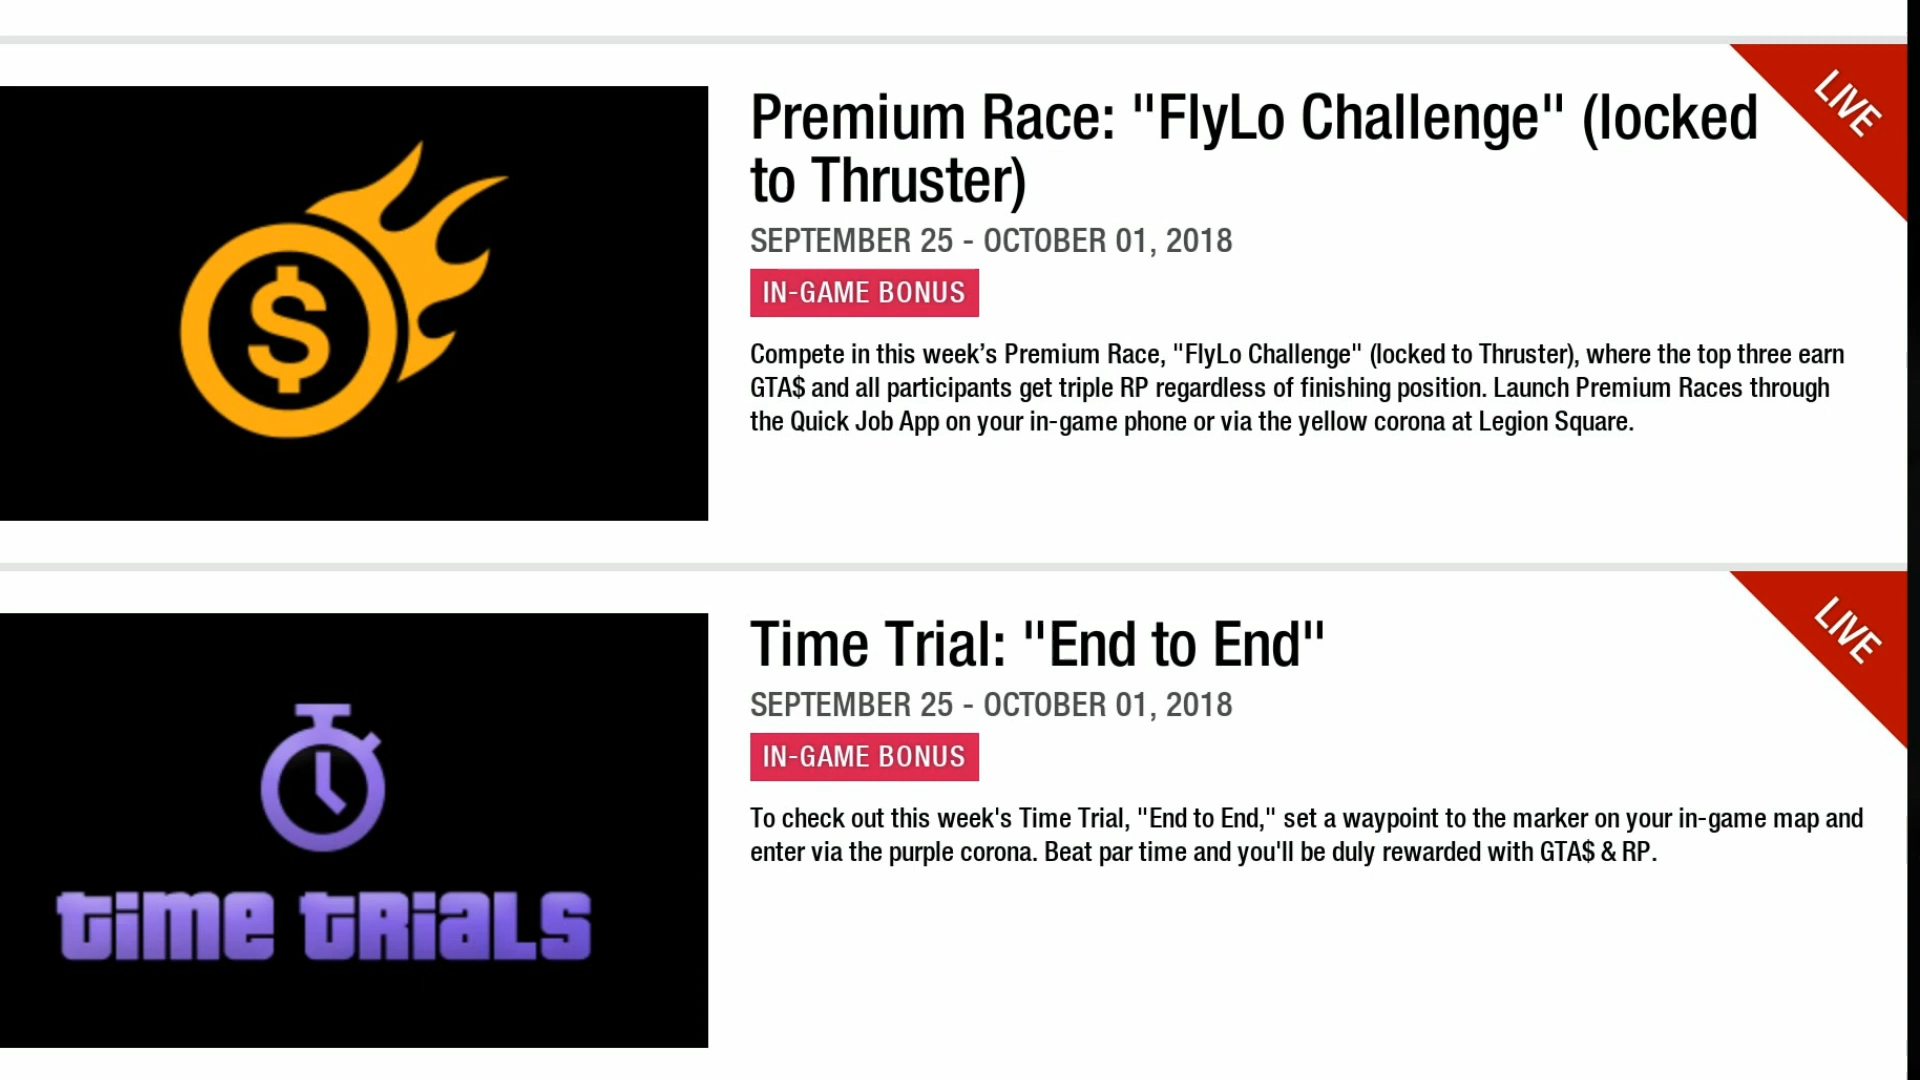 Premium Race: "FlyLo Challenge" (locked
to Thruster)
LIVE
SEPTEMBER 25 - OCTOBER 01, 2018
IN-GAME BONUS
Compete in this week’s Premium Race, "FlyLo Challenge" (locked to Thruster), where the top three earn
GTA$ and all participants get triple RP regardless of finishing position. Launch Premium Races through
the Quick Job App on your in-game phone or via the yellow corona at Legion Square.
$
Time Trial: "End to End"
LIVE
SEPTEMBER 25 - OCTOBER 01, 2018
IN-GAME BONUS
To check out this week's Time Trial, "End to End," set a waypoint to the marker on your in-game map and
enter via the purple corona. Beat par time and you'll be duly rewarded with GTA$ & RP.
time tRiaLs